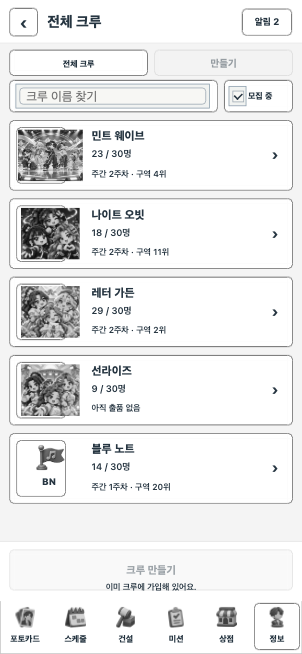 전체 크루
알림 2
전체 크루
만들기
크루 이름 찾기
모집 중
민트 웨이브
23 / 30명
주간 2주차 · 구역 4위
나이트 오빗
18 / 30명
주간 2주차 · 구역 11위
레터 가든
29 / 30명
주간 2주차 · 구역 2위
선라이즈
9 / 30명
아직 출품 없음
블루 노트
14 / 30명
BN
주간 1주차 · 구역 20위
크루 만들기
이미 크루에 가입해 있어요.
포토카드
스케줄
건설
미션
상점
정보